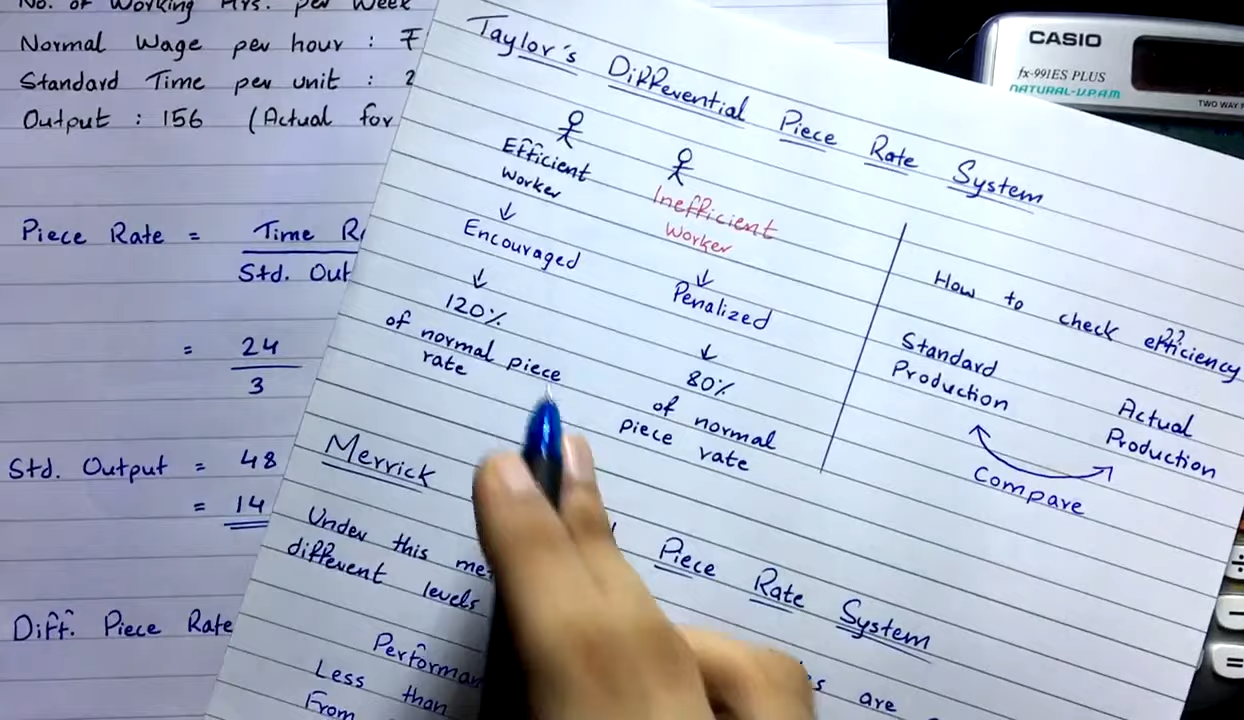 No. of Working Hrs. per Week
Normal Wage per hour : ₹
Standard Time per unit : 2
Output : 156 (Actual for
Piece Rate =
Std. Out
= 24
3
Std. Output = 48
= 14
Diff. Piece Rate
Taylor's Differential Piece Rate System
Efficient
Worker
↓
Encouraged
↓
120%
of normal piece
rate
Inefficient
Worker
↓
Penalized
↓
80%
of normal
piece rate
How to check efficiency
??
Standard
Production
Actual
Production
Compare
Merrick Piece Rate System
Under this
different levels are
Less than
From
CASIO
fx-991ES PLUS
NATURAL-V.P.A.M.
TWO WAY
÷
−
=